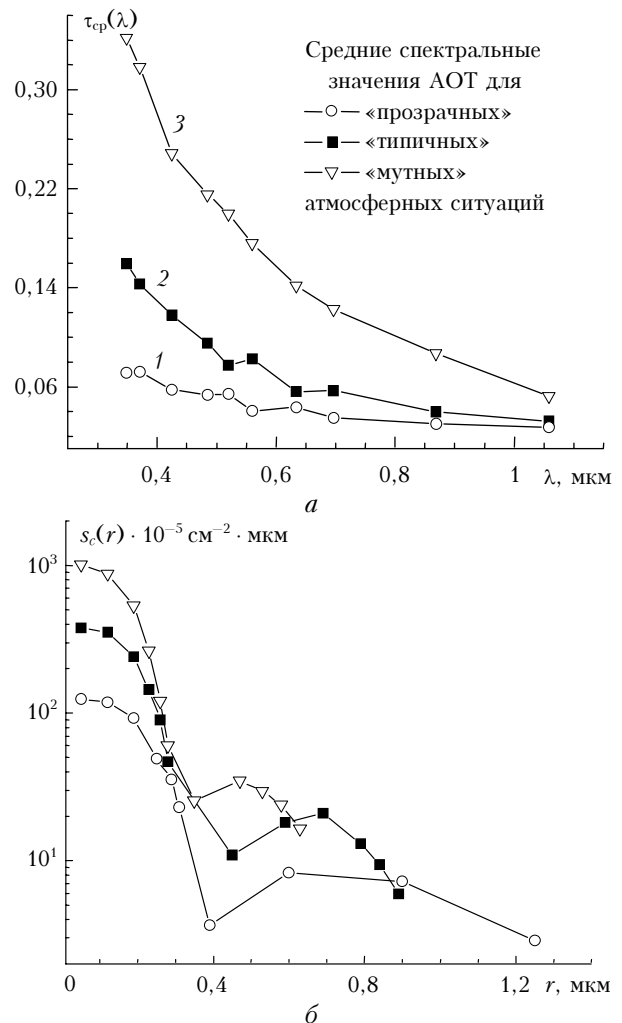 τср(λ)
Средние спектральные
значения АОТ для
«прозрачных»
«типичных»
«мутных»
атмосферных ситуаций
0,30
3
0,22
0,14
2
1
0,06
0,4 0,6 0,8 1 λ, мкм
а
sc(r) · 10⁻⁵ см⁻² · мкм
10³
10²
10¹
0 0,4 0,8 1,2 r, мкм
б